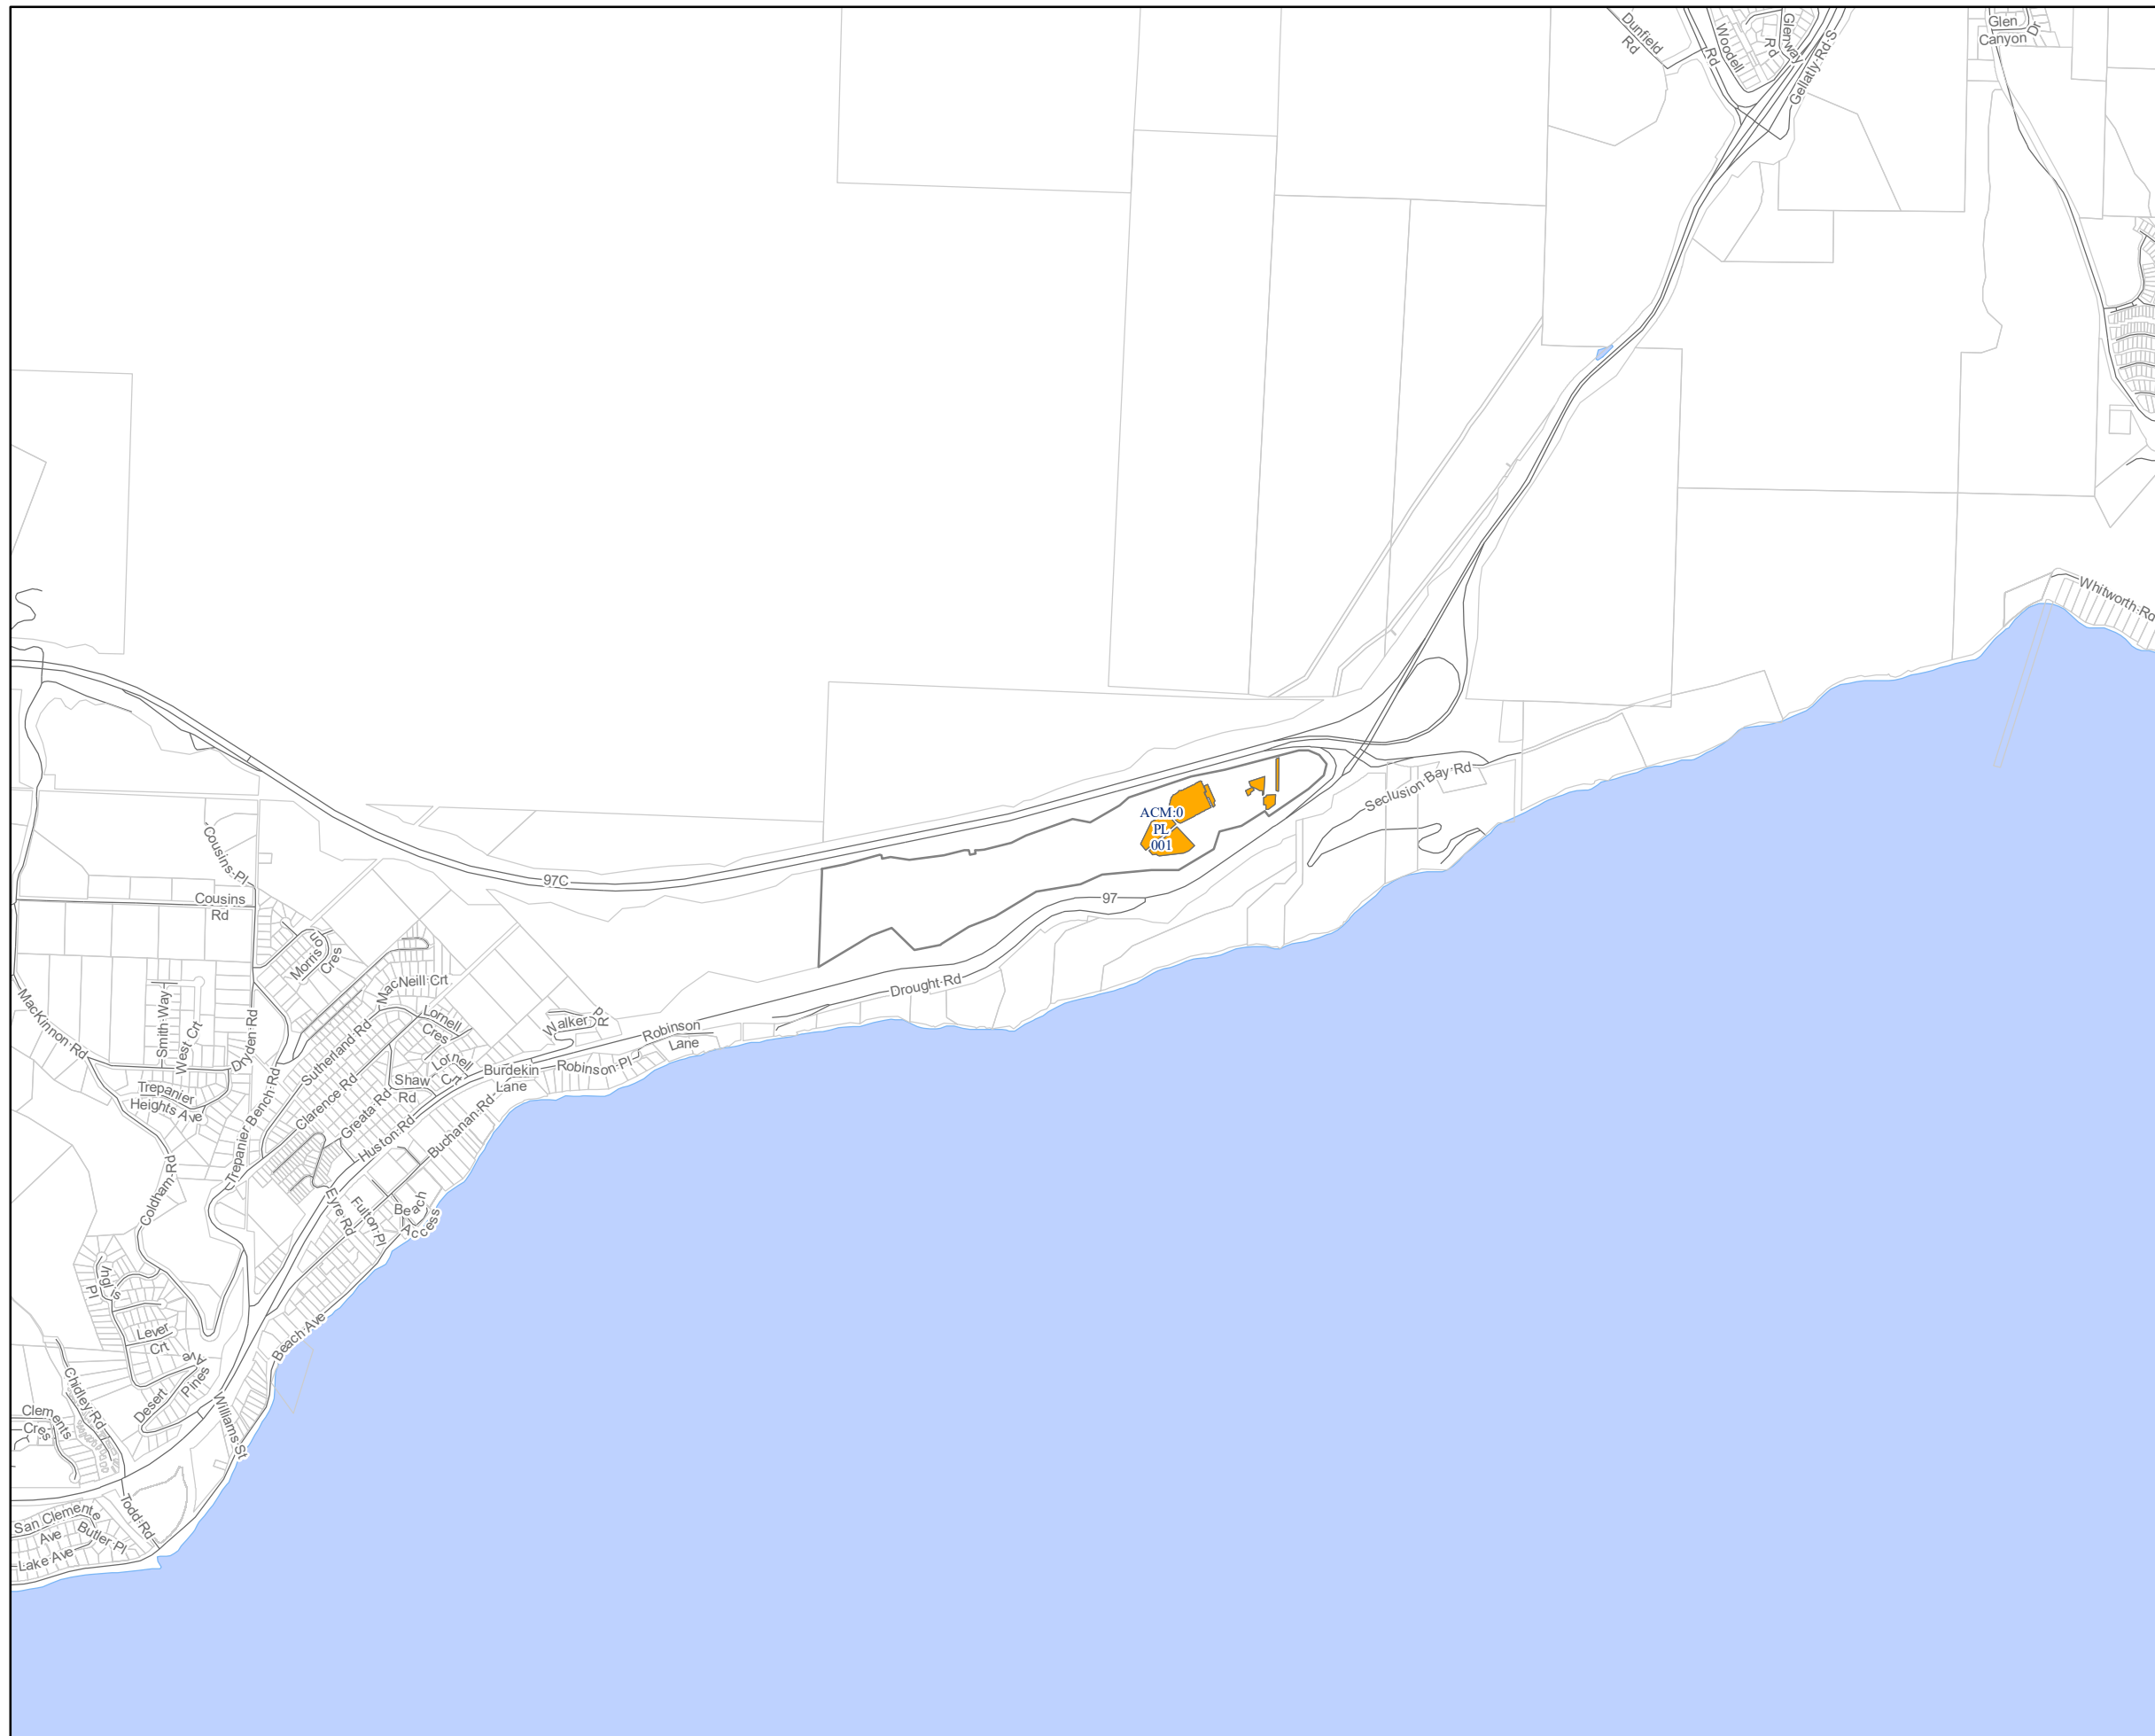 Dunfield
Rd
Rd
Woodell
Glenway
Rd
Gellatly Rd S
Glen
Canyon
Dr
Whitworth Rd
Seclusion Bay Rd
ACM:0
PL
001
97C
97
Drought Rd
Cousins Pl
Cousins
Rd
Morris
on
Cres
MacNeill Crt
MacKinnon Rd
Smith Way
West Crt
Dryden Rd
Sutherland Rd
Lornell
Cres
Lornell
Crt
Walker
Rd
Robinson
Lane
Robinson Pl
Burdekin
Lane
Shaw
Rd
Clarence Rd
Greata Rd
Huston Rd
Buchanan Rd
Trepanier
Heights Ave
Trepanier Bench Rd
Coldham Rd
Eyre Rd
Fulton Pl
Beach
Access
Inglis
Pl
Lever
Crt
Beach Ave
Desert
Pines
Ave
Chidley Rd
Clements
Cres
Williams St
Todd Rd
San Clemente
Ave
Butler Pl
Lake Ave